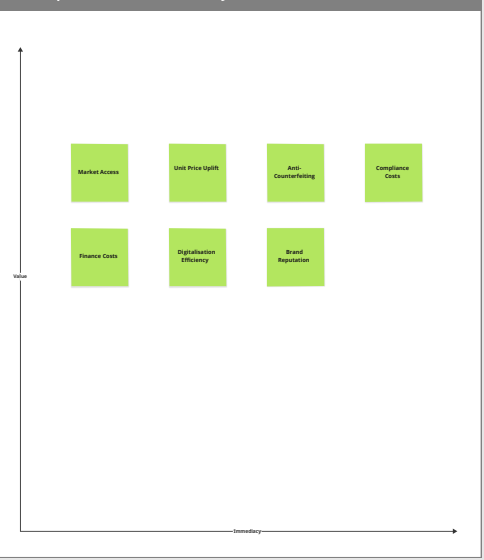 Market Access
Unit Price Uplift
Anti-
Counterfeiting
Compliance
Costs
Finance Costs
Digitalisation
Efficiency
Brand
Reputation
Value
Immediacy